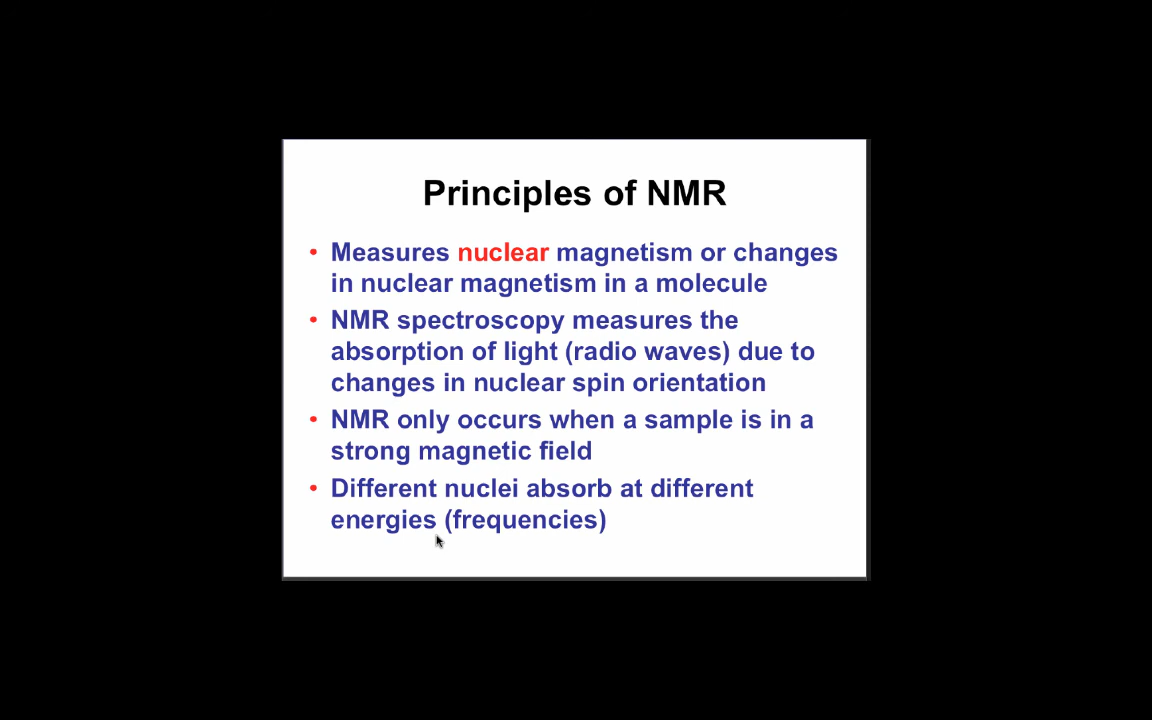 Principles of NMR
• Measures nuclear magnetism or changes
in nuclear magnetism in a molecule
• NMR spectroscopy measures the
absorption of light (radio waves) due to
changes in nuclear spin orientation
• NMR only occurs when a sample is in a
strong magnetic field
• Different nuclei absorb at different
energies (frequencies)